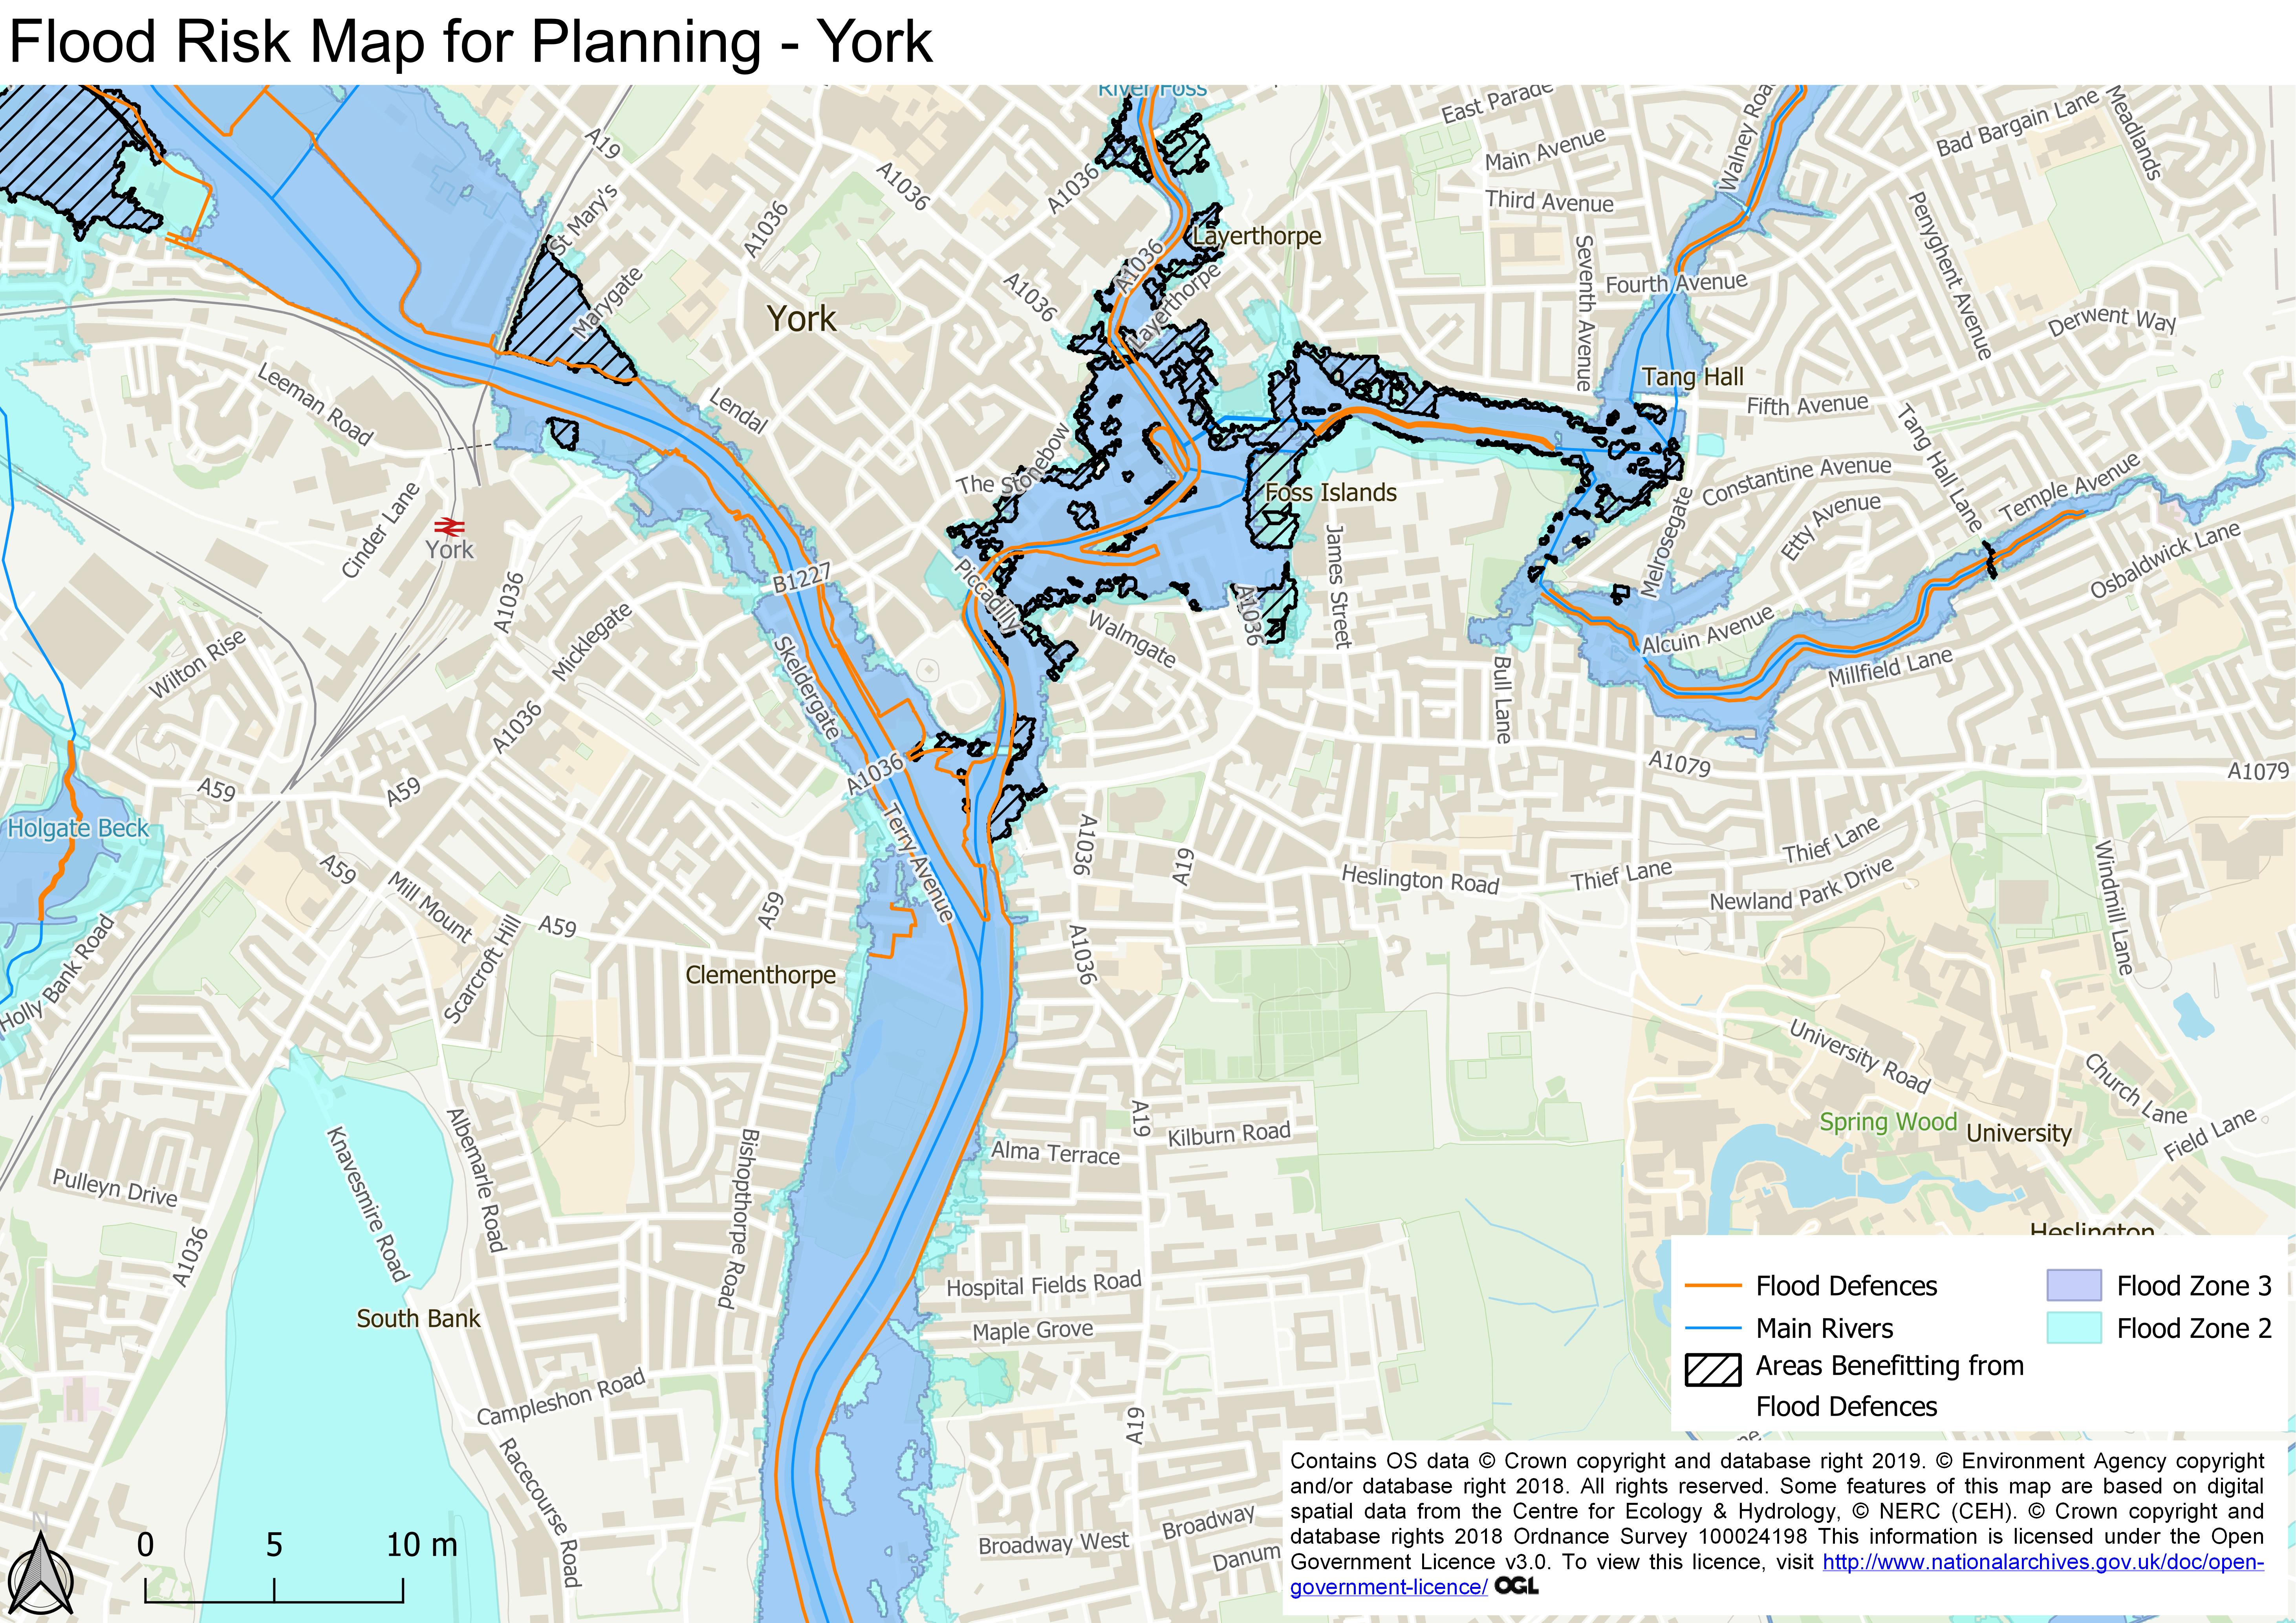 Flood Risk Map for Planning - York
River Foss
East Parade
Walney Road
Bad Bargain Lane
Meadlands
A19
Main Avenue
A1036
A1036
St Mary's
A1036
Third Avenue
Penyghent Avenue
Layerthorpe
A1036
Seventh Avenue
Marygate
York
A1036
Layerthorpe
Fourth Avenue
Derwent Way
Leeman Road
Lendal
Tang Hall
Fifth Avenue
Tang Hall Lane
The Stonebow
Constantine Avenue
Temple Avenue
Foss Islands
Cinder Lane
York
Etty Avenue
Melrosegate
James Street
Osbaldwick Lane
B1227
Piccadilly
A1036
A1036
Micklegate
Walmgate
Alcuin Avenue
Wilton Rise
Skeldergate
Millfield Lane
Bull Lane
A1036
A1036
A1079
A1079
A59
A59
Holgate Beck
Terry Avenue
A1036
A19
Thief Lane
A59
Mill Mount
Heslington Road
Thief Lane
Newland Park Drive
Windmill Lane
A59
A59
Scarcroft Hill
Holly Bank Road
Clementhorpe
A1036
University Road
Church Lane
Spring Wood
University
Field Lane
Knavesmire Road
Albemarle Road
Bishopthorpe Road
A19
Kilburn Road
Alma Terrace
Pulleyn Drive
A1036
Heslington
Hospital Fields Road
South Bank
Maple Grove
Campleshon Road
A19
Racecourse Road
Broadway West
Broadway
Danum
Flood Defences
Main Rivers
Areas Benefitting from
Flood Defences
Flood Zone 3
Flood Zone 2
N
0 5 10 m
Contains OS data © Crown copyright and database right 2019. © Environment Agency copyright
and/or database right 2018. All rights reserved. Some features of this map are based on digital
spatial data from the Centre for Ecology & Hydrology, © NERC (CEH). © Crown copyright and
database rights 2018 Ordnance Survey 100024198 This information is licensed under the Open
Government Licence v3.0. To view this licence, visit http://www.nationalarchives.gov.uk/doc/open-
government-licence/ OGL